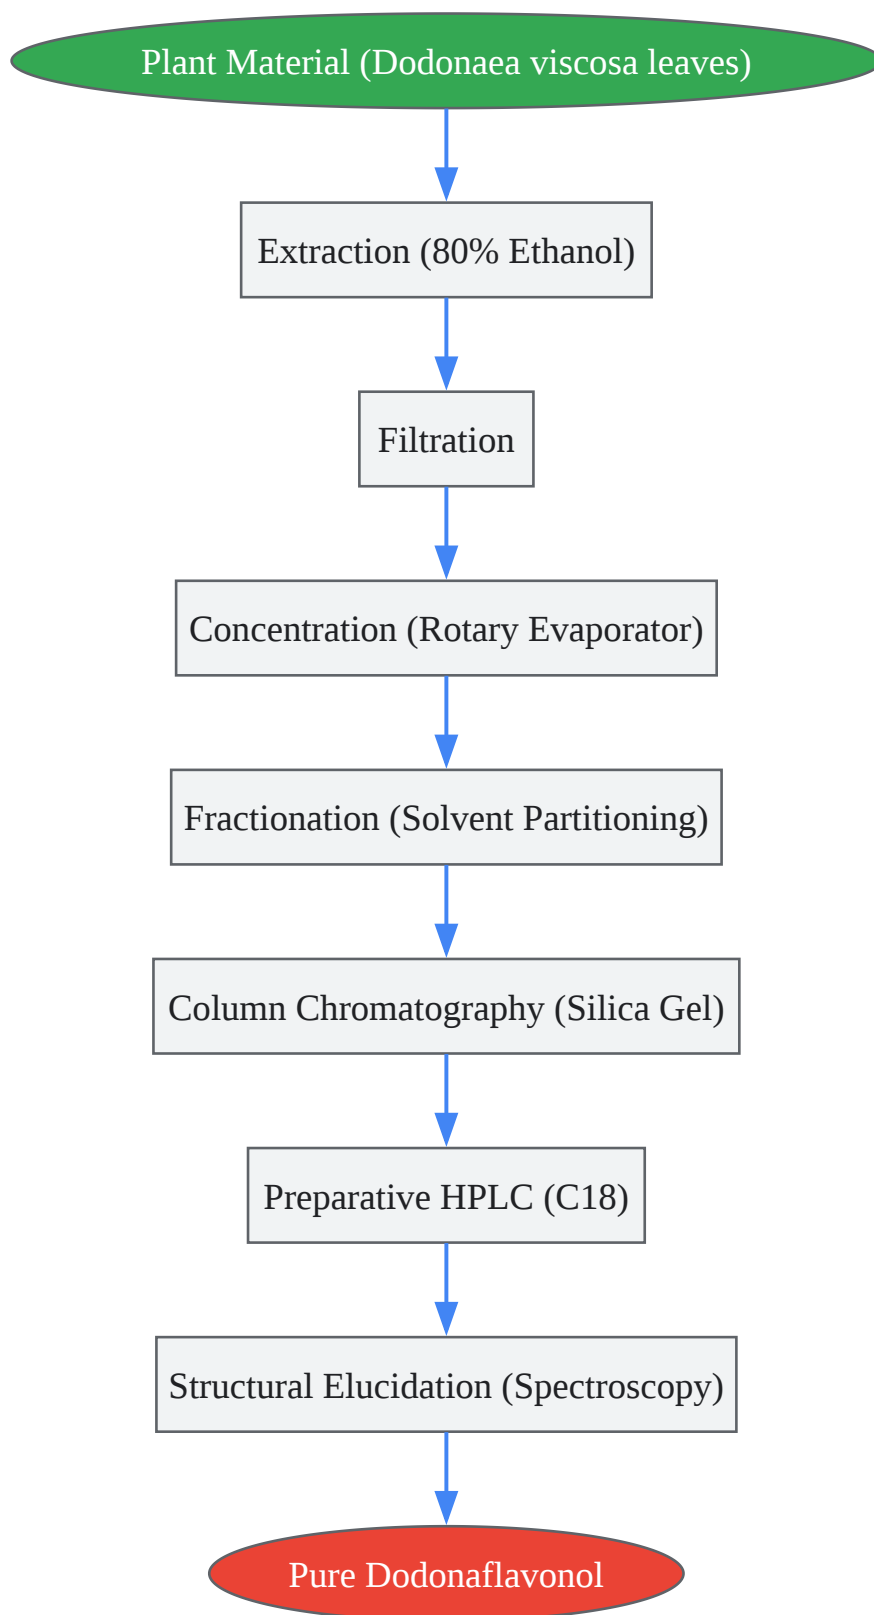 Plant Material (Dodonaea viscosa leaves)
Extraction (80% Ethanol)
Filtration
Concentration (Rotary Evaporator)
Fractionation (Solvent Partitioning)
Column Chromatography (Silica Gel)
Preparative HPLC (C18)
Structural Elucidation (Spectroscopy)
Pure Dodonaflavonol